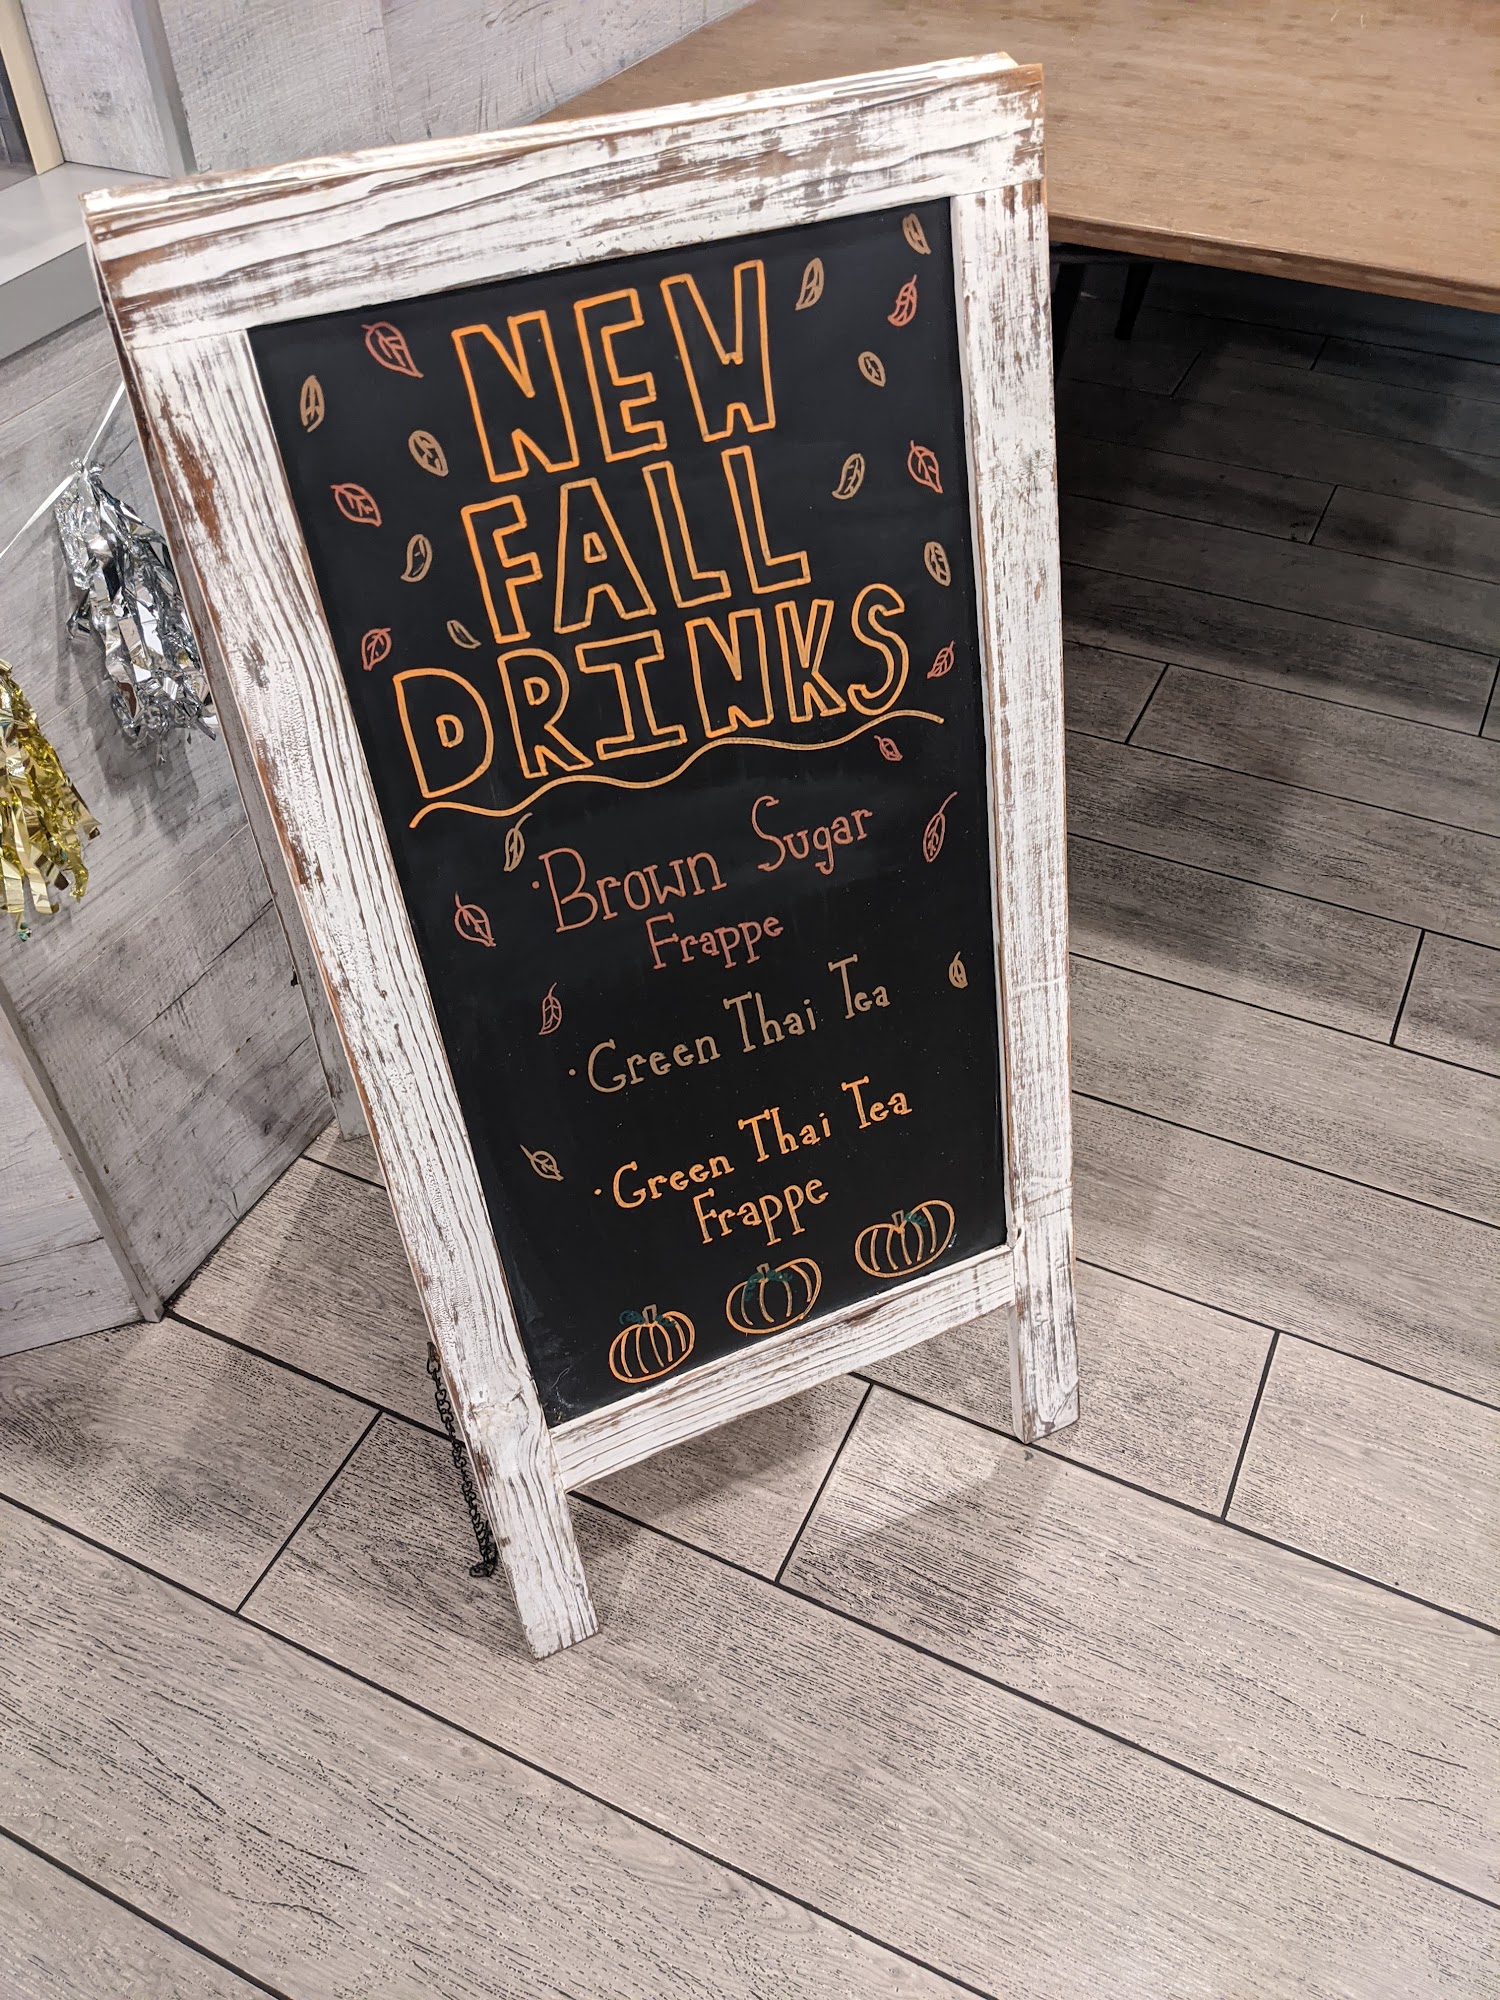 NEW
FALL
DRINKS
· Brown Sugar
Frappe
· Green Thai Tea
· Green Thai Tea
Frappe